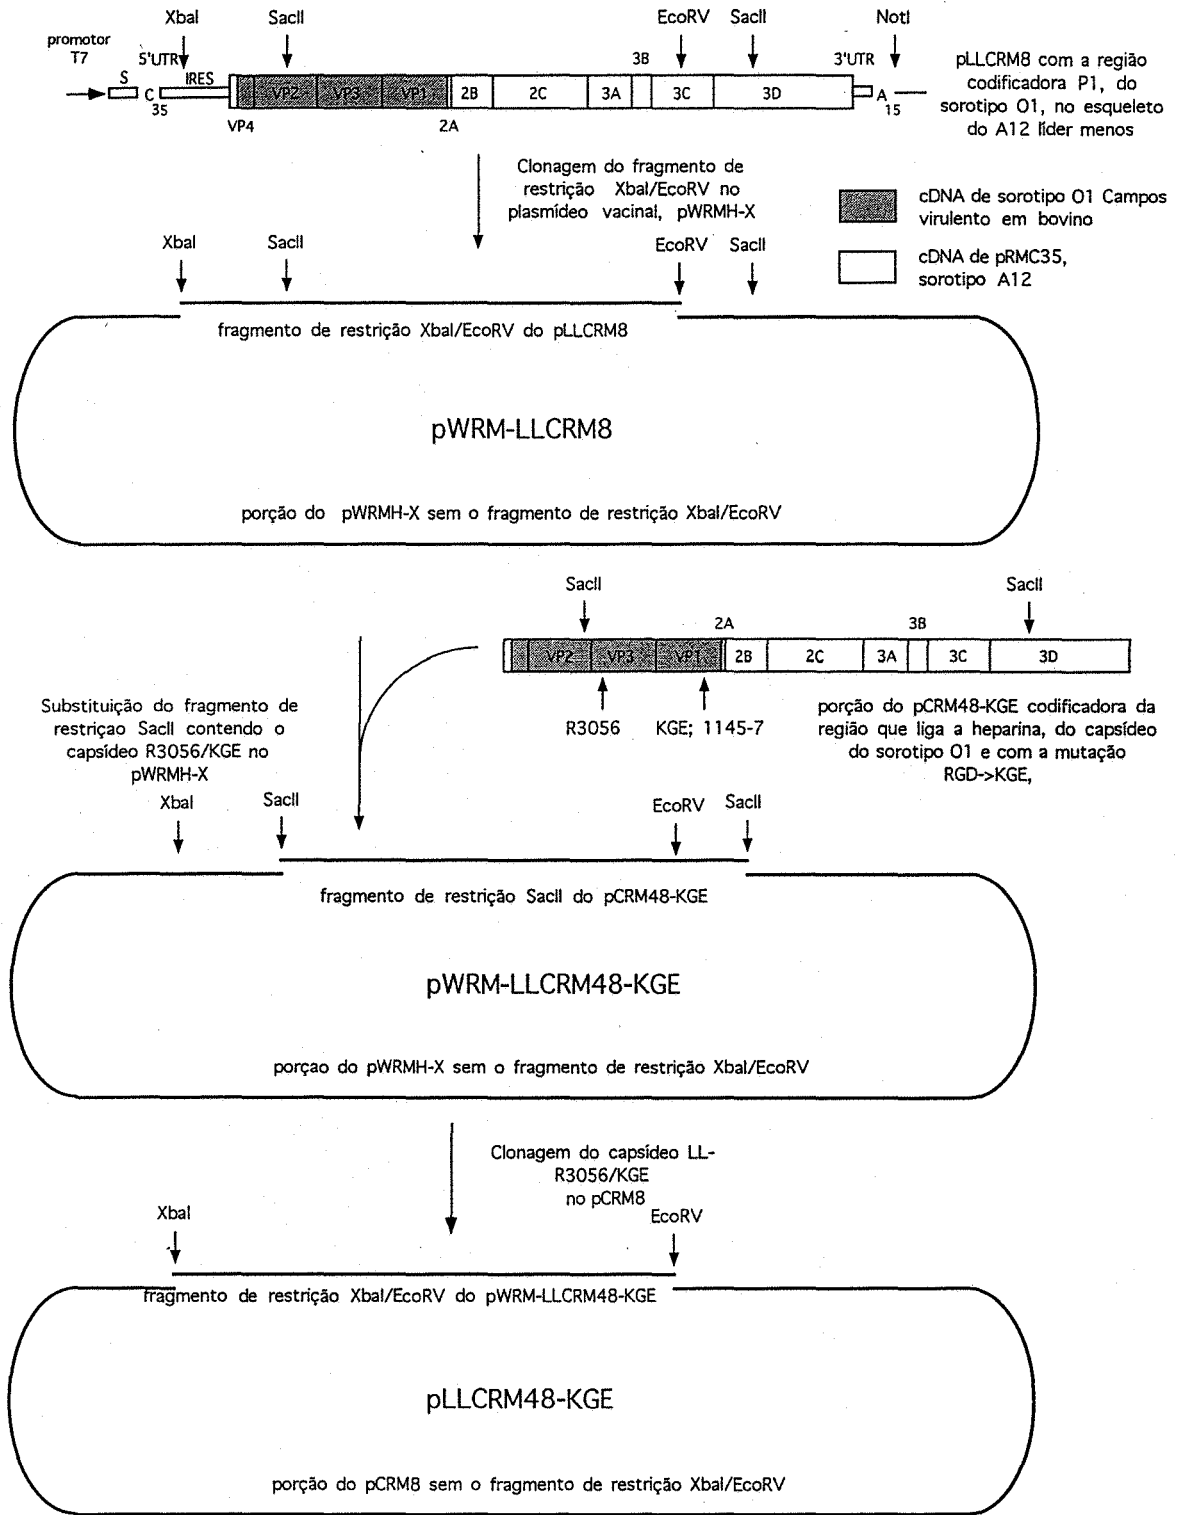 XbaI SacII EcoRV SacII NotI
promotor
T7
5'UTR
3B
3'UTR
S
IRES
C
35
VP2 VP3 VP1 2B 2C 3A 3C 3D
A
15
VP4
2A
pLLCRM8 com a região
codificadora P1, do
sorotipo O1, no esqueleto
do A12 líder menos
Clonagem do fragmento de
restrição XbaI/EcoRV no
plasmídeo vacinal, pWRMH-X
cDNA de sorotipo O1 Campos
virulento em bovino
cDNA de pRMC35,
sorotipo A12
XbaI SacII EcoRV SacII
fragmento de restrição XbaI/EcoRV do pLLCRM8
pWRM-LLCRM8
porção do pWRMH-X sem o fragmento de restrição XbaI/EcoRV
SacII SacII
2A 3B
VP2 VP3 VP1 2B 2C 3A 3C 3D
R3056 KGE; 1145-7
porção do pCRM48-KGE codificadora da
região que liga a heparina, do capsídeo
do sorotipo O1 e com a mutação
RGD->KGE,
Substituição do fragmento de
restriçao SacII contendo o
capsídeo R3056/KGE no
pWRMH-X
XbaI SacII EcoRV SacII
fragmento de restrição SacII do pCRM48-KGE
pWRM-LLCRM48-KGE
porçao do pWRMH-X sem o fragmento de restrição XbaI/EcoRV
Clonagem do capsídeo LL-
R3056/KGE
no pCRM8
XbaI EcoRV
fragmento de restrição XbaI/EcoRV do pWRM-LLCRM48-KGE
pLLCRM48-KGE
porção do pCRM8 sem o fragmento de restrição XbaI/EcoRV